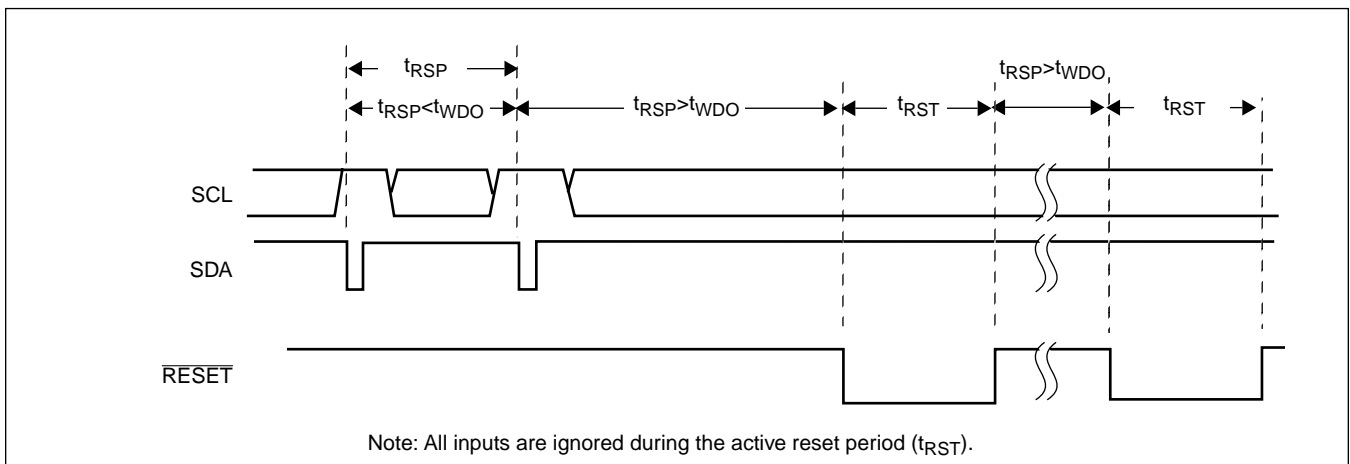 tRSP
tRSP<tWDO
tRSP>tWDO
tRST
tRSP>tWDO
tRST
SCL
SDA
RESET
Note: All inputs are ignored during the active reset period (tRST).